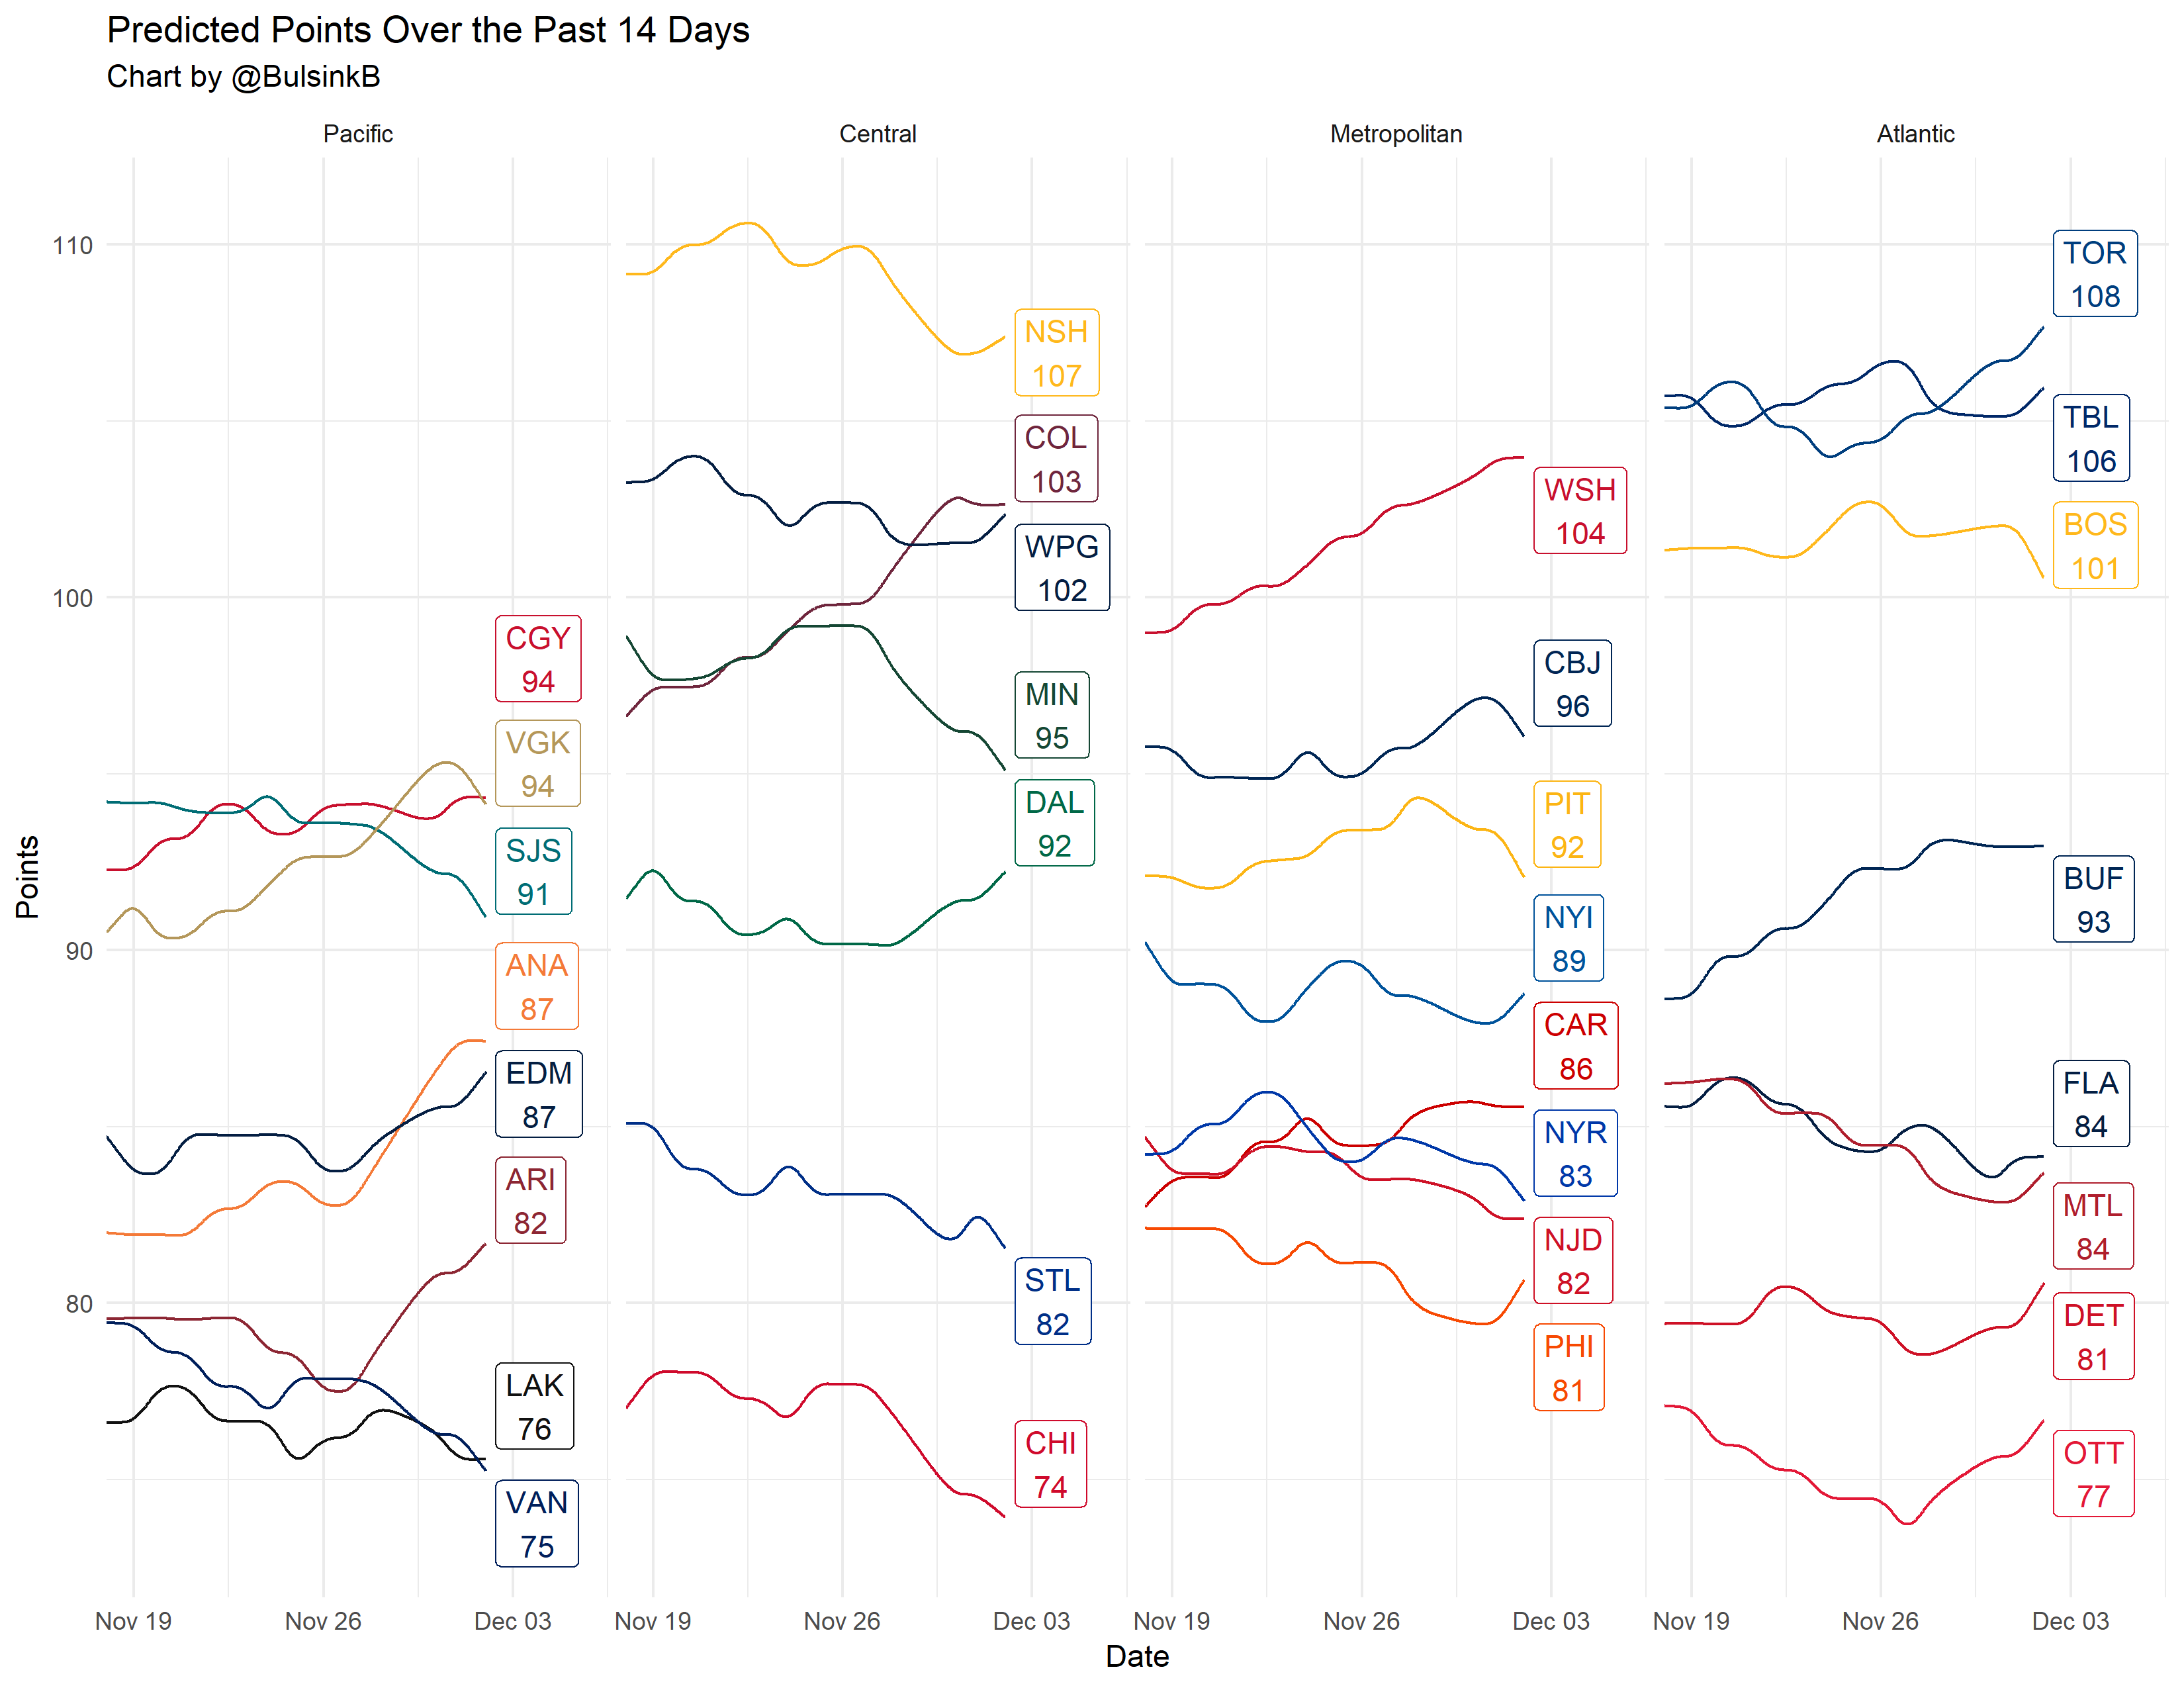 Predicted Points Over the Past 14 Days
Chart by @BulsinkB
Pacific
Central
Metropolitan
Atlantic
Points
110
100
90
80
CGY
94
VGK
94
SJS
91
ANA
87
EDM
87
ARI
82
LAK
76
VAN
75
NSH
107
COL
103
WPG
102
MIN
95
DAL
92
STL
82
CHI
74
WSH
104
CBJ
96
PIT
92
NYI
89
CAR
86
NYR
83
NJD
82
PHI
81
TOR
108
TBL
106
BOS
101
BUF
93
FLA
84
MTL
84
DET
81
OTT
77
Nov 19
Nov 26
Dec 03
Nov 19
Nov 26
Dec 03
Nov 19
Nov 26
Dec 03
Nov 19
Nov 26
Dec 03
Date